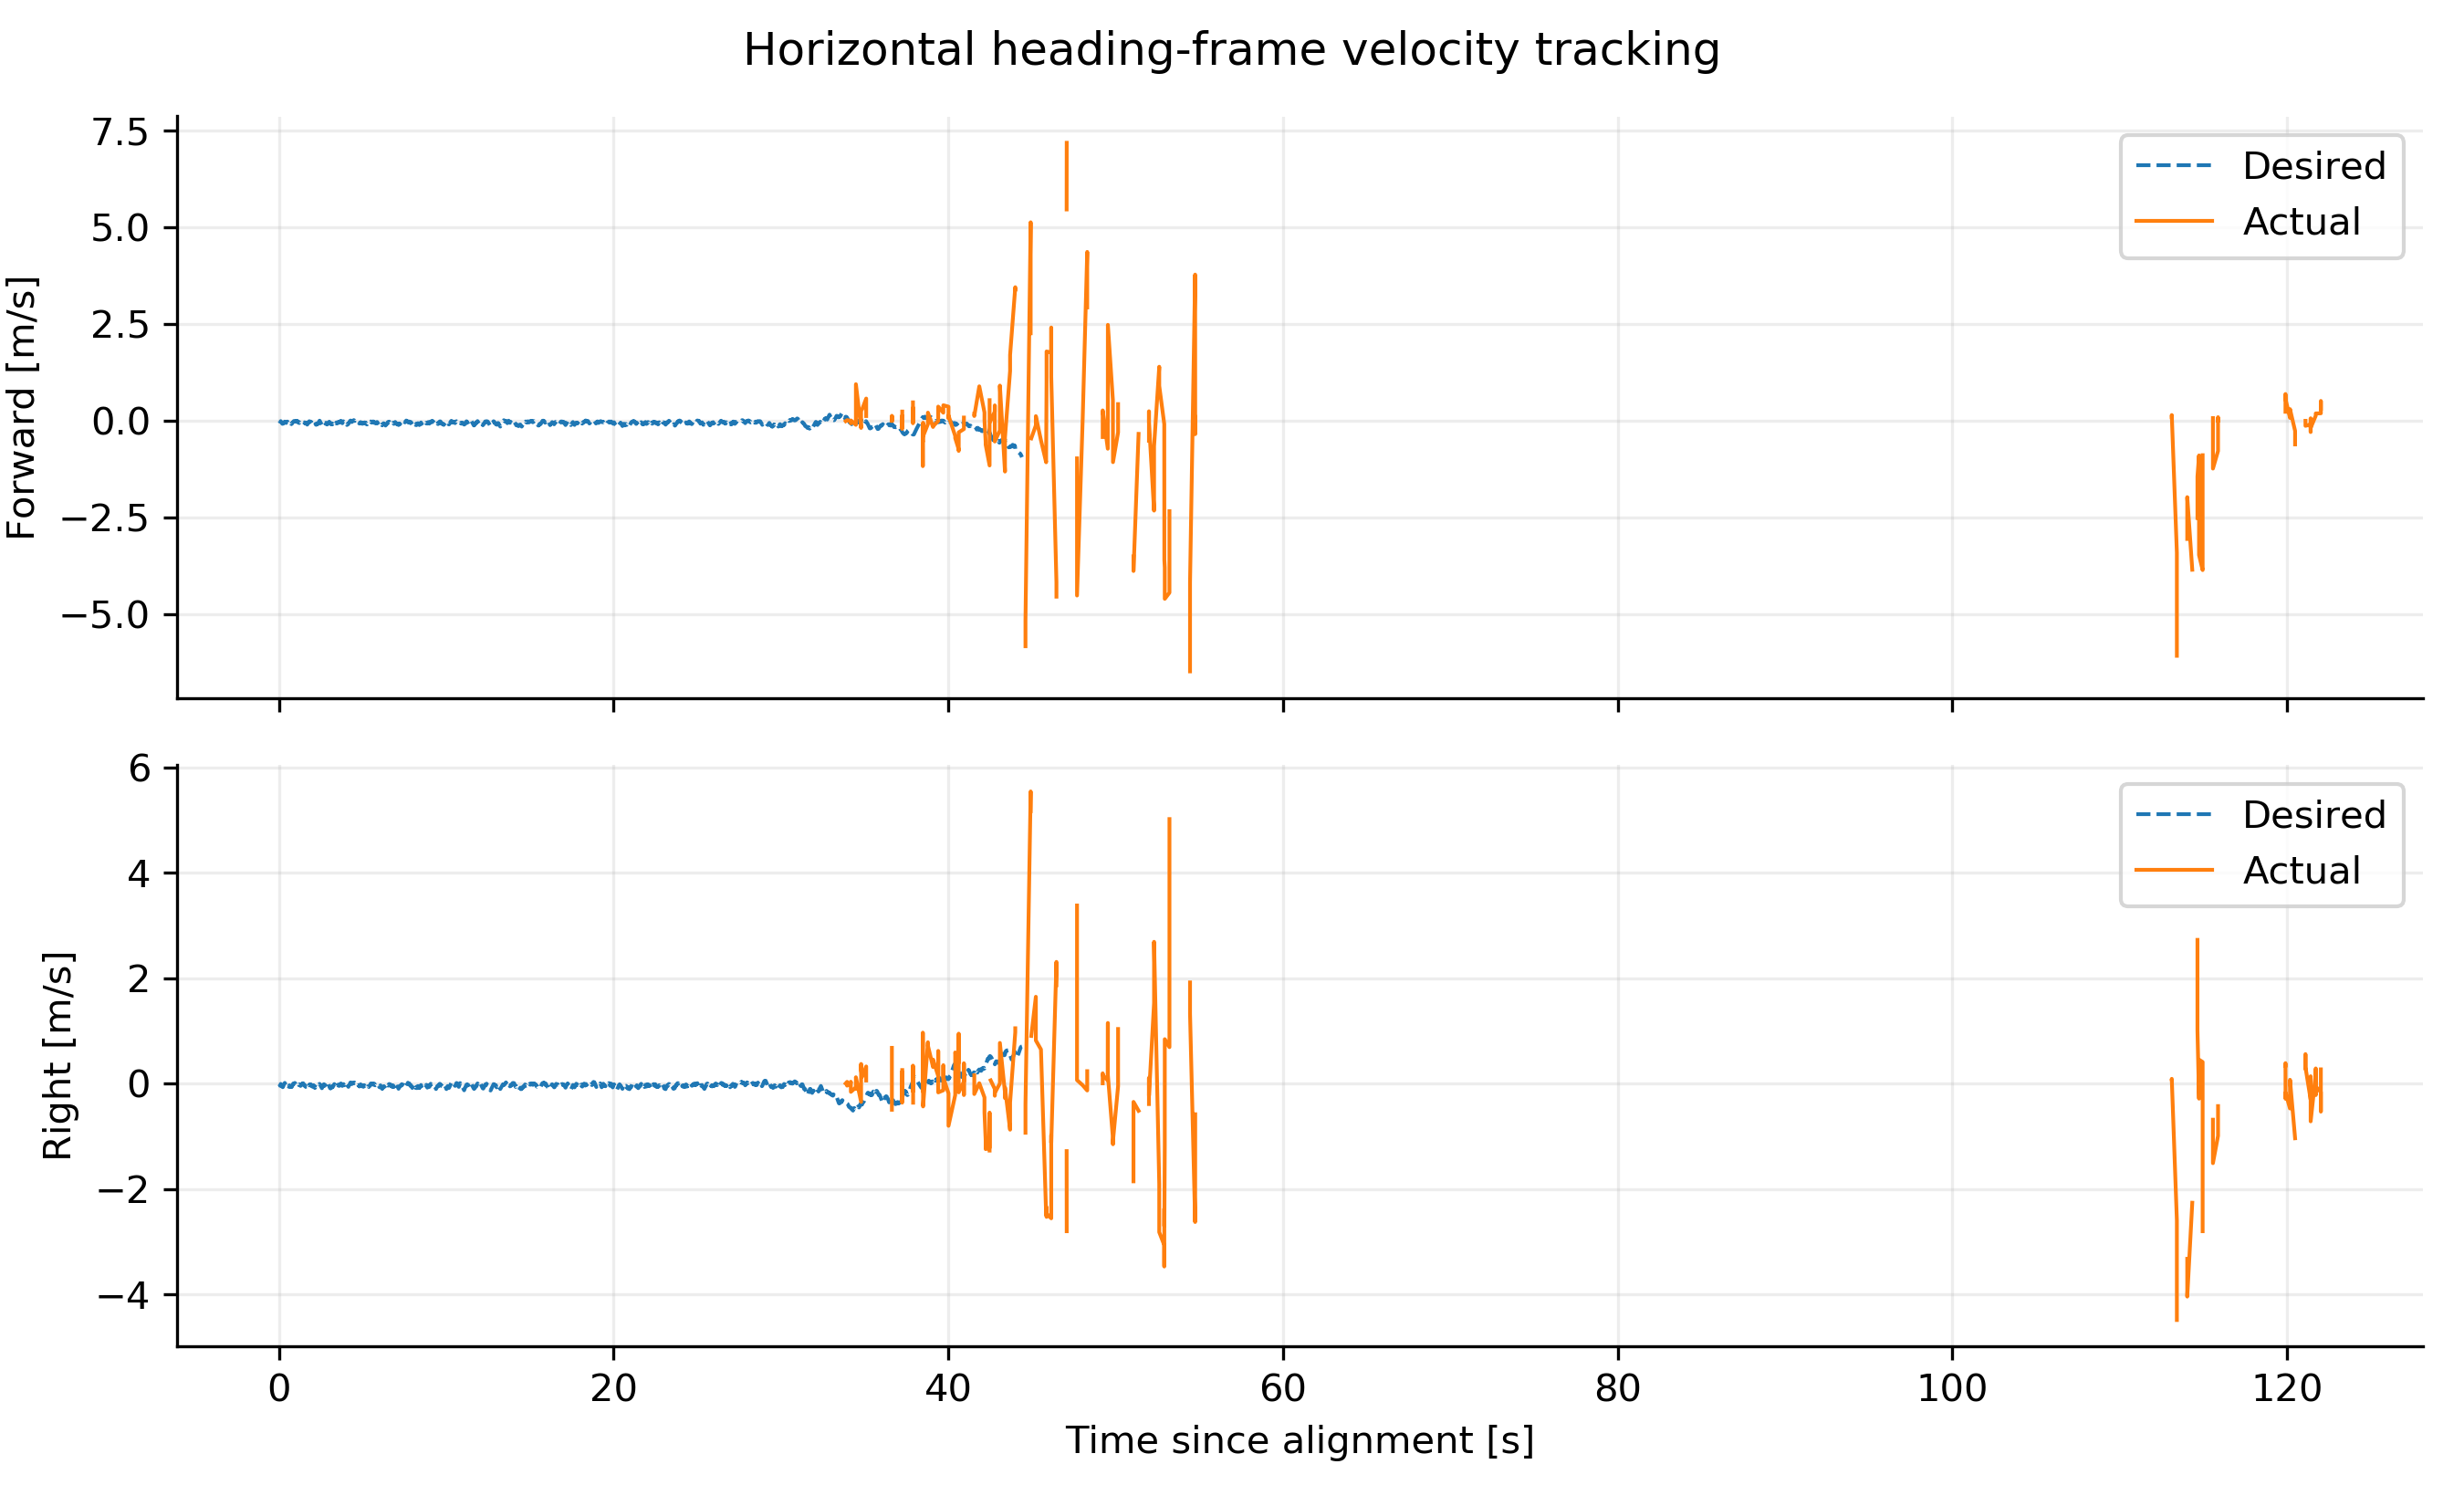 Horizontal heading-frame velocity tracking
7.5
5.0
2.5
0.0
−2.5
−5.0
Forward [m/s]
Desired
Actual
6
4
2
0
−2
−4
Right [m/s]
Desired
Actual
0 20 40 60 80 100 120
Time since alignment [s]